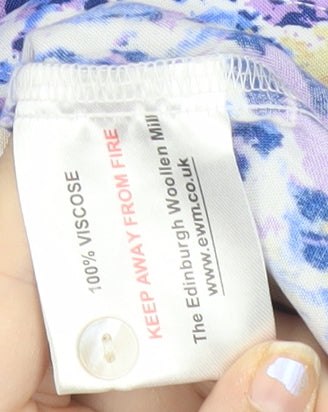 100% VISCOSE
KEEP AWAY FROM FIRE
The Edinburgh Woollen Mill
www.ewm.co.uk